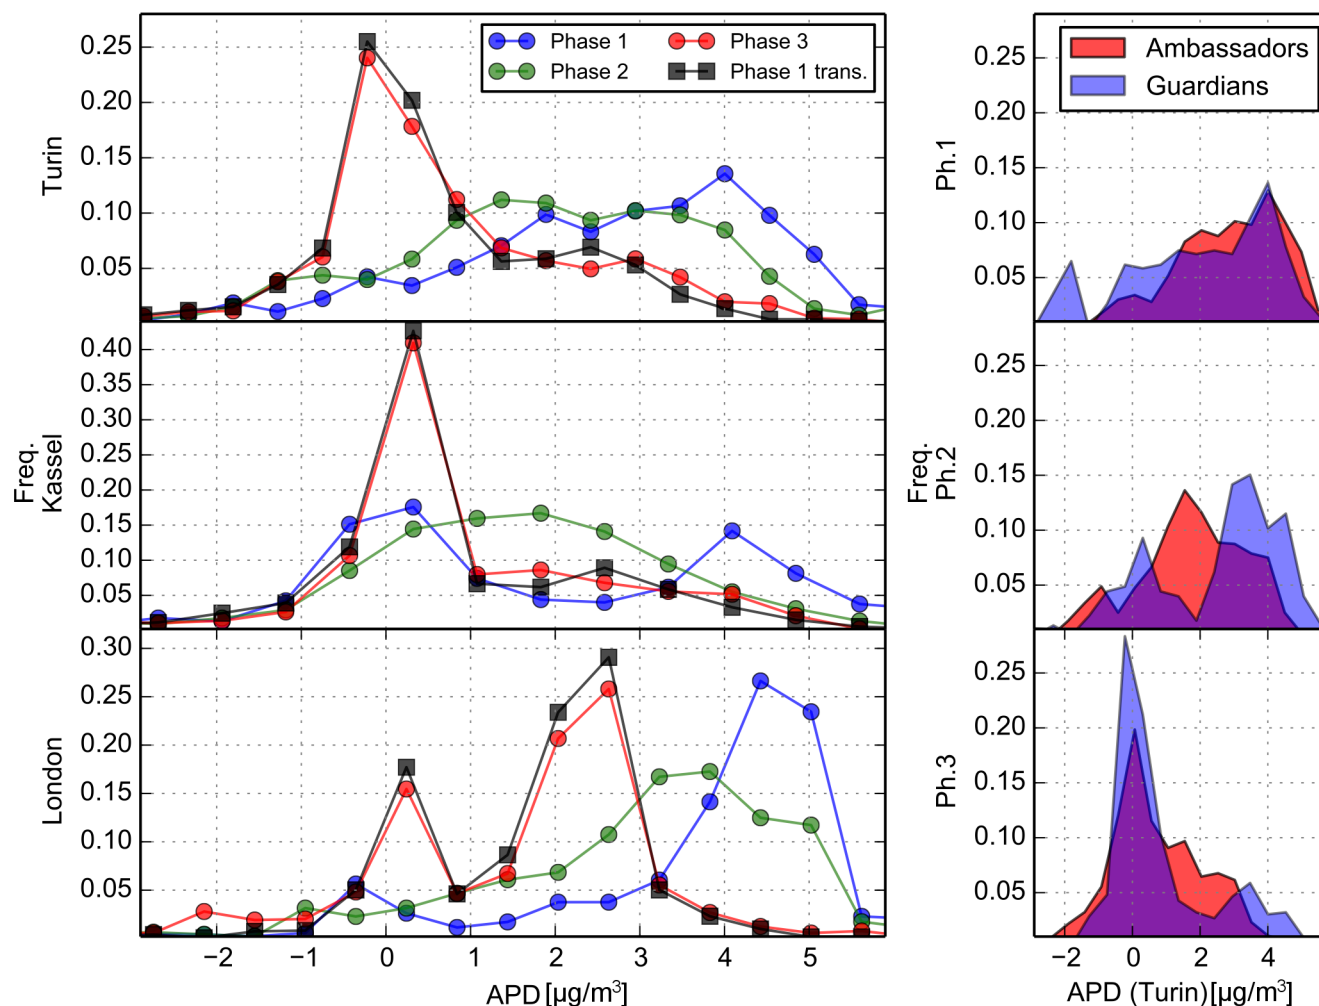 Phase 1
Phase 2
Phase 3
Phase 1 trans.
0.25
0.20
0.15
0.10
0.05
Turin
0.40
0.35
0.30
0.25
0.20
0.15
0.10
0.05
Freq.
Kassel
0.30
0.25
0.20
0.15
0.10
0.05
London
−2 −1 0 1 2 3 4 5
APD [µg/m³]
Ambassadors
Guardians
0.25
0.20
0.15
0.10
0.05
Ph.1
0.25
0.20
0.15
0.10
0.05
Freq.
Ph.2
0.25
0.20
0.15
0.10
0.05
Ph.3
−2 0 2 4
APD (Turin)[µg/m³]